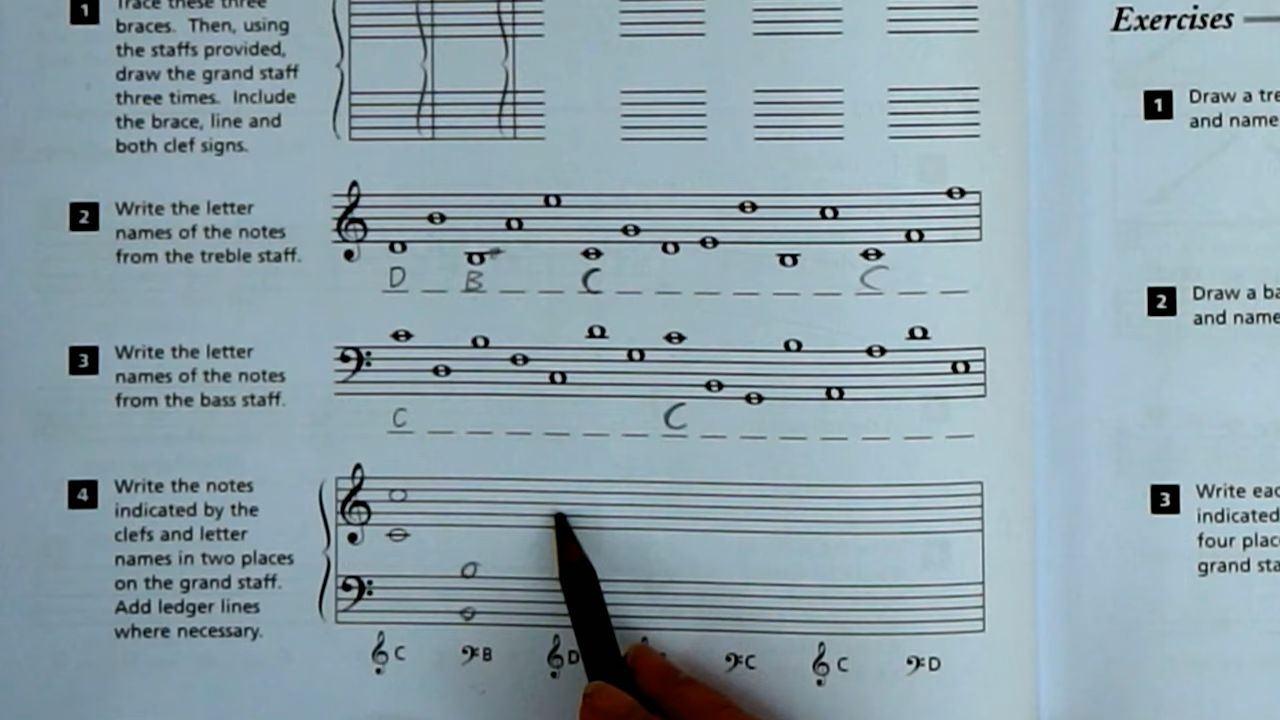 1
Trace these three
braces. Then, using
the staffs provided,
draw the grand staff
three times. Include
the brace, line and
both clef signs.
2
Write the letter
names of the notes
from the treble staff.
D B C C
3
Write the letter
names of the notes
from the bass staff.
C C
4
Write the notes
indicated by the
clefs and letter
names in two places
on the grand staff.
Add ledger lines
where necessary.
C B D C C D
Exercises
1
Draw a tre
and name
2
Draw a ba
and name
3
Write eac
indicated
four plac
grand sta